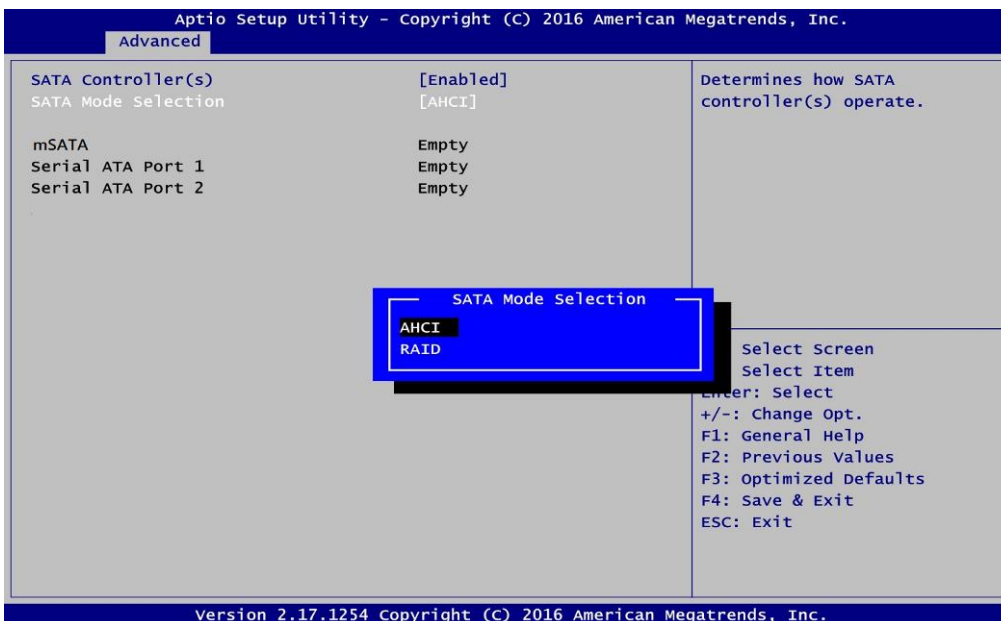 Aptio Setup Utility – Copyright (C) 2016 American Megatrends, Inc.
Advanced
SATA Controller(s) [Enabled]
SATA Mode Selection [AHCI]
mSATA Empty
Serial ATA Port 1 Empty
Serial ATA Port 2 Empty
Determines how SATA
controller(s) operate.
SATA Mode Selection
AHCI
RAID
Select Screen
Select Item
Enter: Select
+/-: Change Opt.
F1: General Help
F2: Previous Values
F3: Optimized Defaults
F4: Save & Exit
ESC: Exit
Version 2.17.1254 Copyright (C) 2016 American Megatrends, Inc.